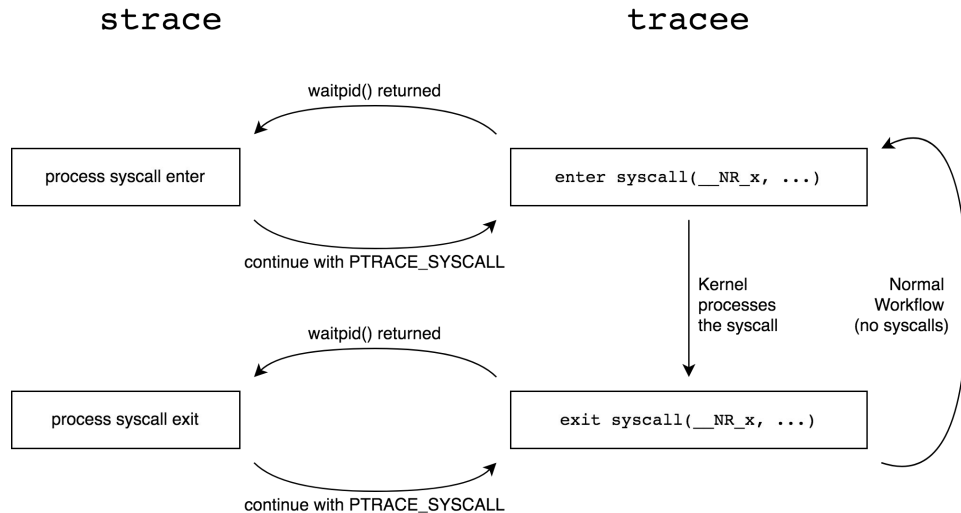 strace
tracee
waitpid() returned
process syscall enter
enter syscall(__NR_x, ...)
continue with PTRACE_SYSCALL
Kernel
processes
the syscall
Normal
Workflow
(no syscalls)
waitpid() returned
process syscall exit
exit syscall(__NR_x, ...)
continue with PTRACE_SYSCALL